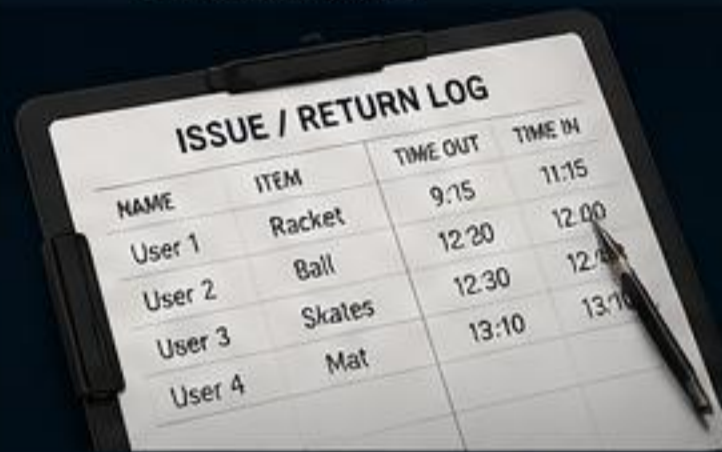 ISSUE / RETURN LOG
NAME ITEM TIME OUT TIME IN
User 1 Racket 9:15 11:15
User 2 Ball 12:20 12:00
User 3 Skates 12:30
User 4 Mat 13:10